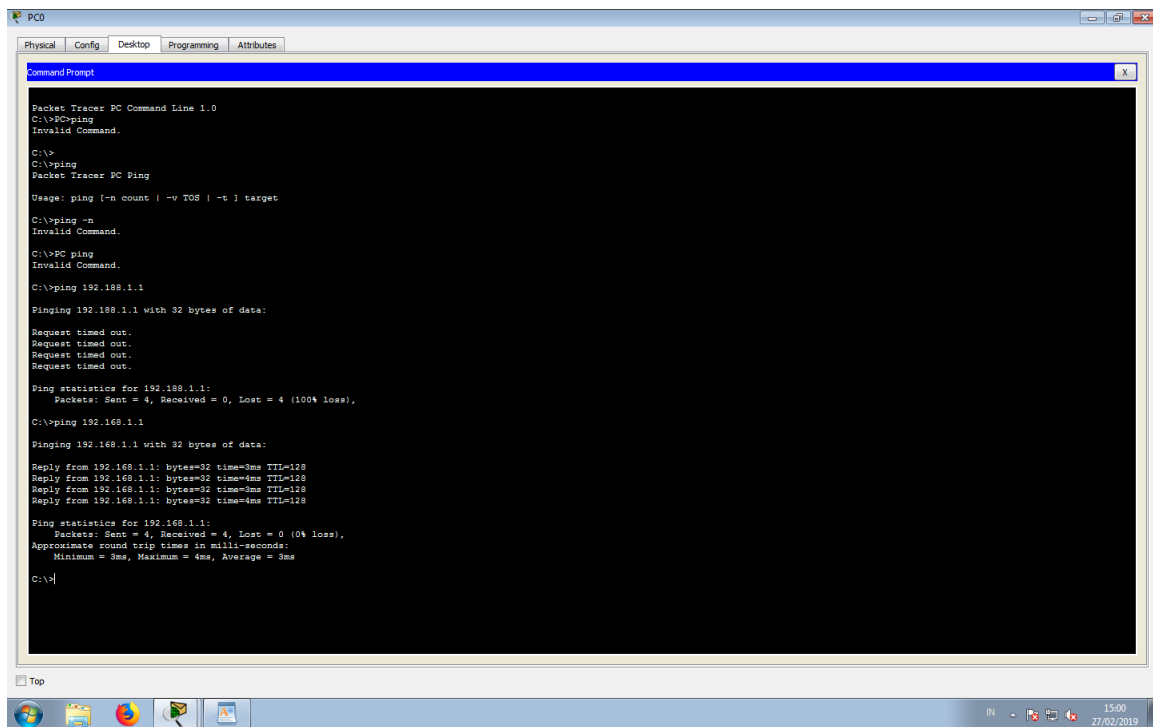 PC0
Physical Config Desktop Programming Attributes
Command Prompt
X
Packet Tracer PC Command Line 1.0
C:\>PC>ping
Invalid Command.
C:\>
C:\>ping
Packet Tracer PC Ping
Usage: ping [-n count | -v TOS | -t ] target
C:\>ping -n
Invalid Command.
C:\>PC ping
Invalid Command.
C:\>ping 192.188.1.1
Pinging 192.188.1.1 with 32 bytes of data:
Request timed out.
Request timed out.
Request timed out.
Request timed out.
Ping statistics for 192.188.1.1:
Packets: Sent = 4, Received = 0, Lost = 4 (100% loss),
C:\>ping 192.168.1.1
Pinging 192.168.1.1 with 32 bytes of data:
Reply from 192.168.1.1: bytes=32 time=3ms TTL=128
Reply from 192.168.1.1: bytes=32 time=4ms TTL=128
Reply from 192.168.1.1: bytes=32 time=3ms TTL=128
Reply from 192.168.1.1: bytes=32 time=4ms TTL=128
Ping statistics for 192.168.1.1:
Packets: Sent = 4, Received = 4, Lost = 0 (0% loss),
Approximate round trip times in milli-seconds:
Minimum = 3ms, Maximum = 4ms, Average = 3ms
C:\>
Top
IN
15:00
27/02/2019